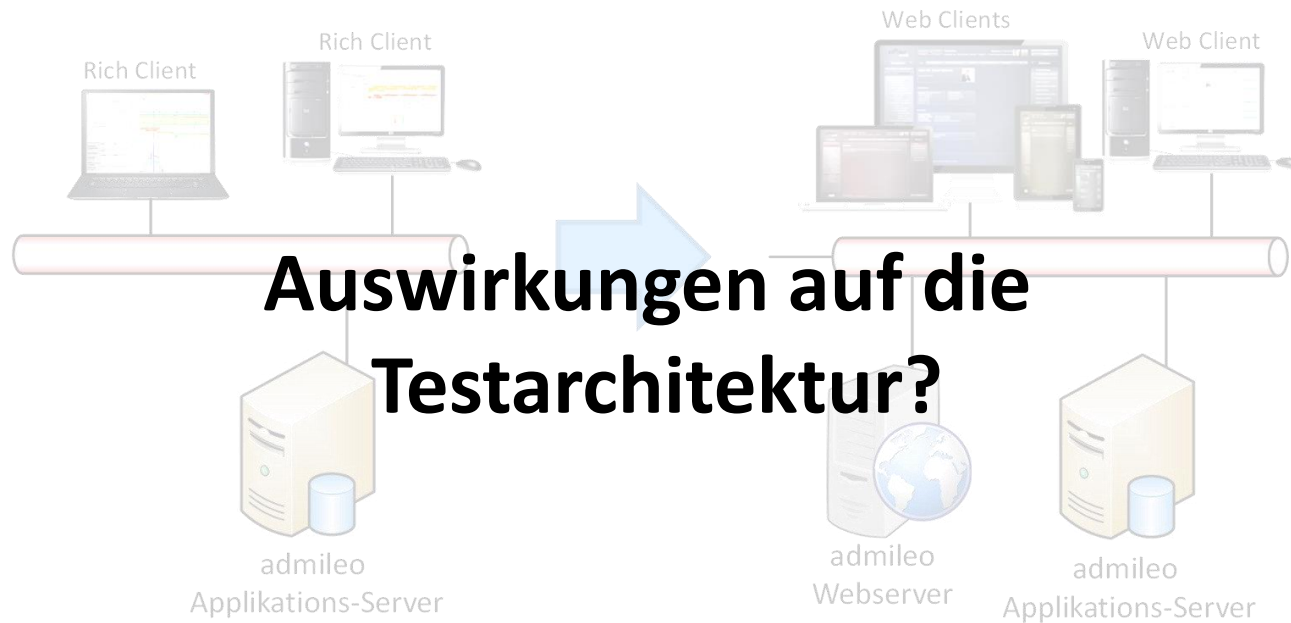 Rich Client
Rich Client
Web Clients
Web Client
Auswirkungen auf die
Testarchitektur?
admileo
Applikations-Server
admileo
Webserver
admileo
Applikations-Server